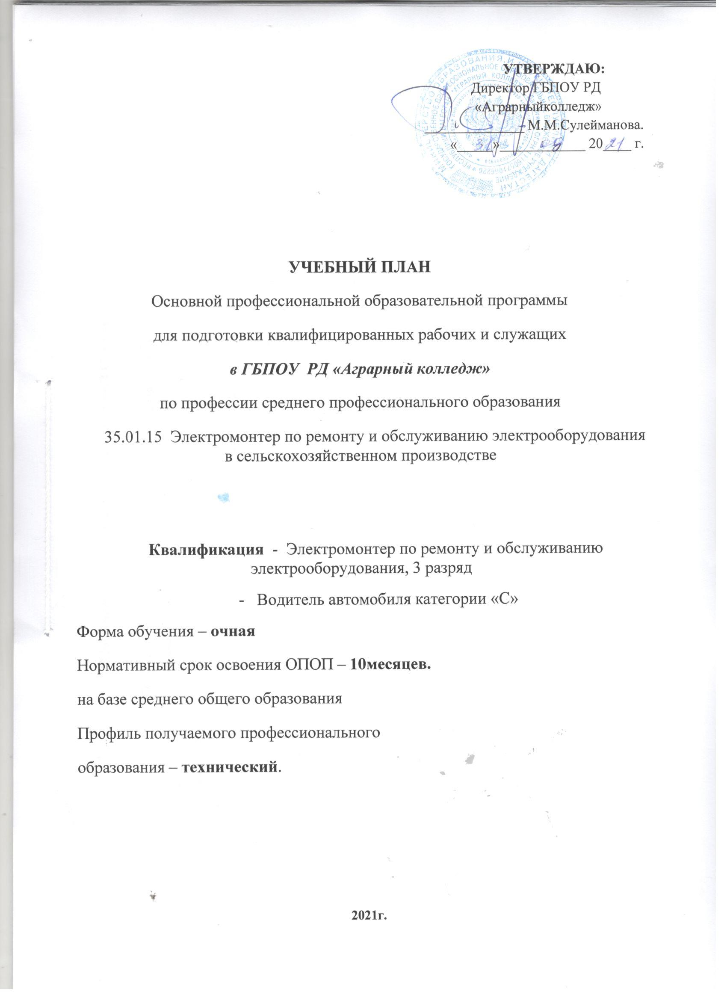 УТВЕРЖДАЮ:
Директор ГБПОУ РД
«Аграрныйколледж»
М.М.Сулейманова.
«31» 08 2021 г.
УЧЕБНЫЙ ПЛАН
Основной профессиональной образовательной программы
для подготовки квалифицированных рабочих и служащих
в ГБПОУ РД «Аграрный колледж»
по профессии среднего профессионального образования
35.01.15 Электромонтер по ремонту и обслуживанию электрооборудования
в сельскохозяйственном производстве
Квалификация - Электромонтер по ремонту и обслуживанию
электрооборудования, 3 разряд
- Водитель автомобиля категории «С»
Форма обучения – очная
Нормативный срок освоения ОПОП – 10месяцев.
на базе среднего общего образования
Профиль получаемого профессионального
образования – технический.
2021г.